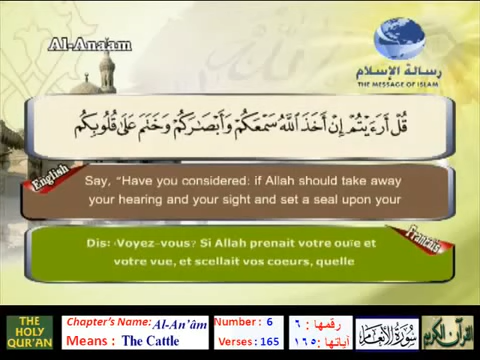 Al-Anaam
رسالة الإسلام
THE MESSAGE OF ISLAM
قُلْ أَرَءَيْتُمْ إِنْ أَخَذَ ٱللَّهُ سَمْعَكُمْ وَأَبْصَٰرَكُمْ وَخَتَمَ عَلَىٰ قُلُوبِكُم
English
Say, "Have you considered: if Allah should take away
your hearing and your sight and set a seal upon your
Français
Dis: ‹Voyez-vous? Si Allah prenait votre ouïe et
votre vue, et scellait vos coeurs, quelle
THE HOLY QUR'AN
Chapter's Name: Al-An'âm
Means : The Cattle
Number : 6
Verses : 165
رقمها : ٦
آياتها : ١٦٥
سورة الأنعام
القرآن الكريم